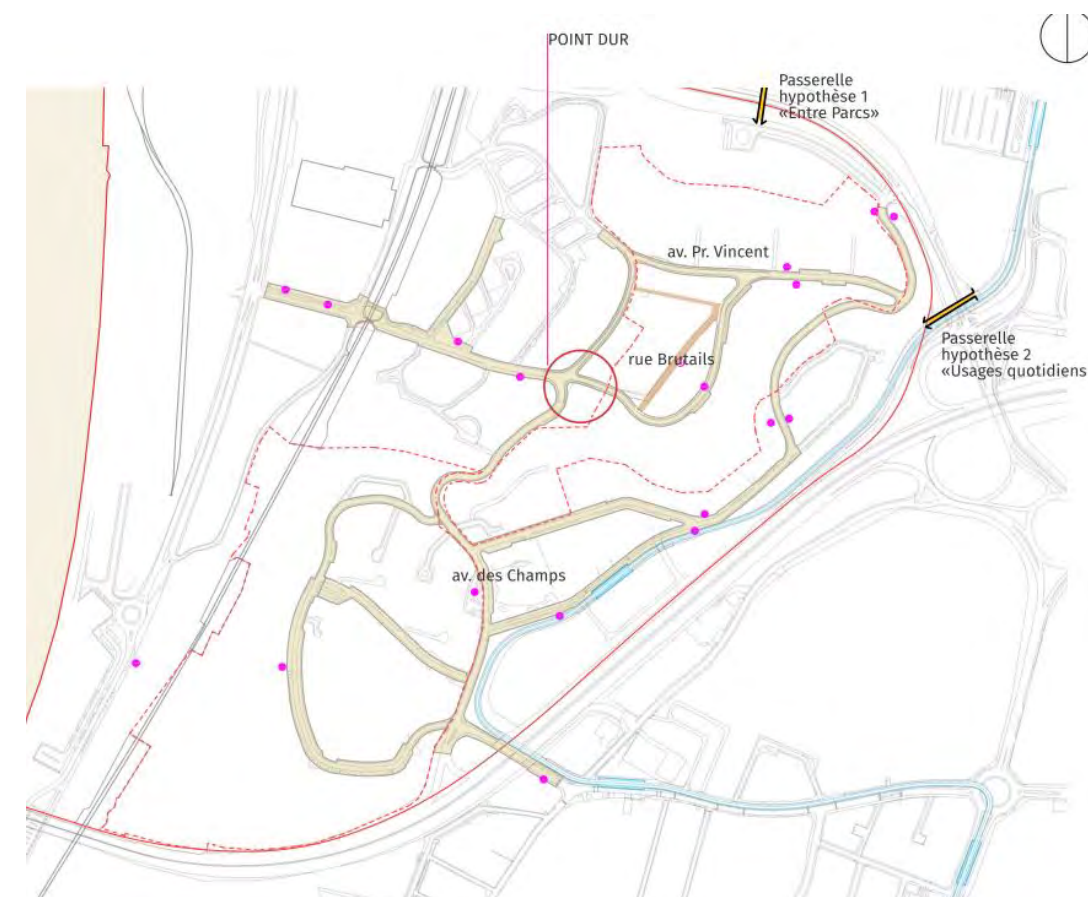 POINT DUR
Passerelle
hypothèse 1
«Entre Parcs»
av. Pr. Vincent
Passerelle
hypothèse 2
«Usages quotidiens
rue Brutails
av. des Champs